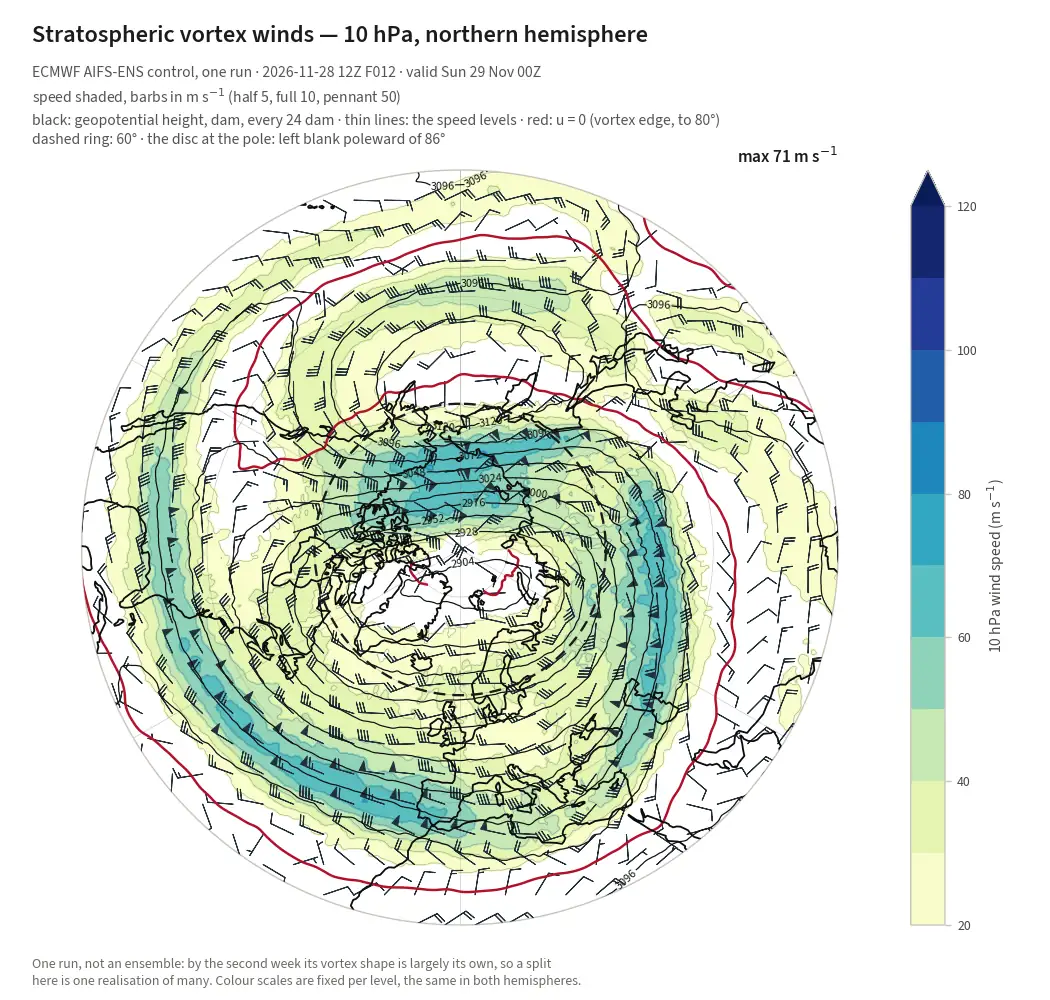 Stratospheric vortex winds — 10 hPa, northern hemisphere
ECMWF AIFS-ENS control, one run · 2026-11-28 12Z F012 · valid Sun 29 Nov 00Z
speed shaded, barbs in m s⁻¹ (half 5, full 10, pennant 50)
black: geopotential height, dam, every 24 dam · thin lines: the speed levels · red: u = 0 (vortex edge, to 80°)
dashed ring: 60° · the disc at the pole: left blank poleward of 86°
max 71 m s⁻¹
3096
3096
3096
3096
3120
3096
3024
2976
2952
2928
2904
3096
120
100
80
60
40
20
10 hPa wind speed (m s⁻¹)
One run, not an ensemble: by the second week its vortex shape is largely its own, so a split
here is one realisation of many. Colour scales are fixed per level, the same in both hemispheres.